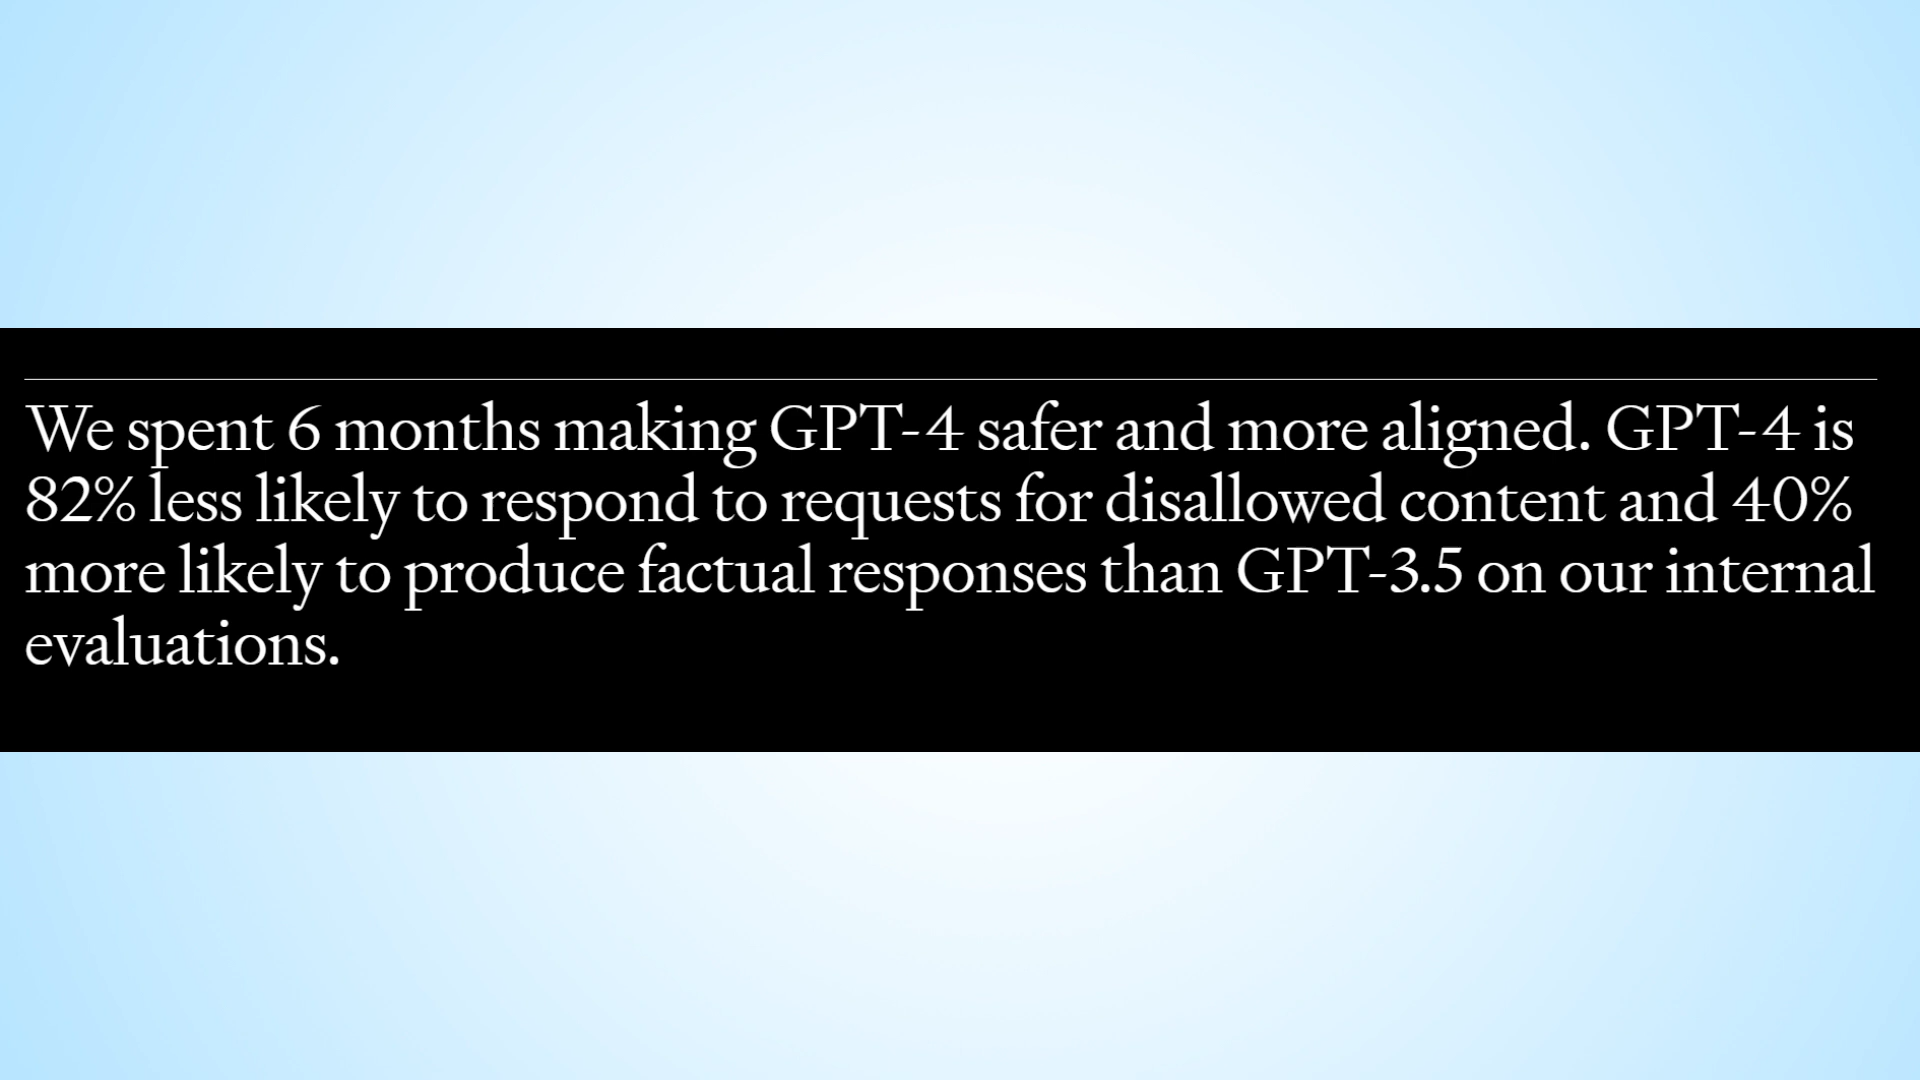 We spent 6 months making GPT-4 safer and more aligned. GPT-4 is
82% less likely to respond to requests for disallowed content and 40%
more likely to produce factual responses than GPT-3.5 on our internal
evaluations.